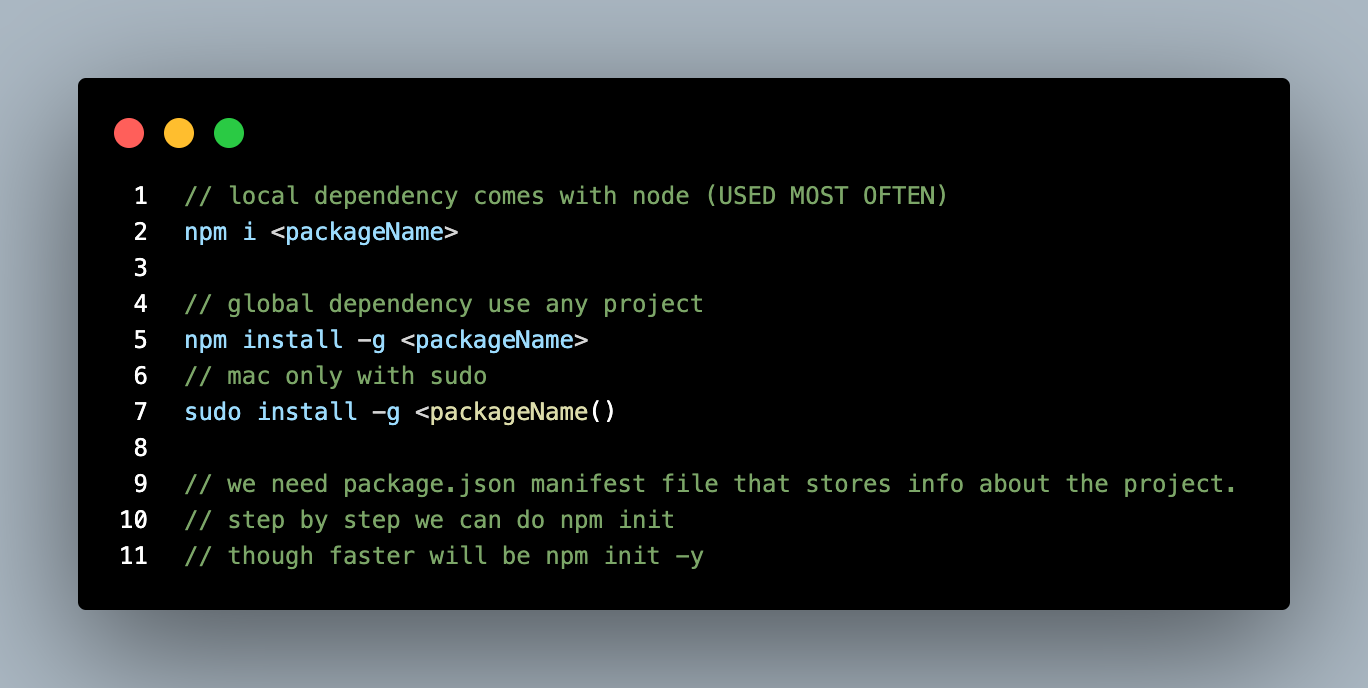 1 // local dependency comes with node (USED MOST OFTEN)
2 npm i <packageName>
3
4 // global dependency use any project
5 npm install -g <packageName>
6 // mac only with sudo
7 sudo install -g <packageName()
8
9 // we need package.json manifest file that stores info about the project.
10 // step by step we can do npm init
11 // though faster will be npm init -y